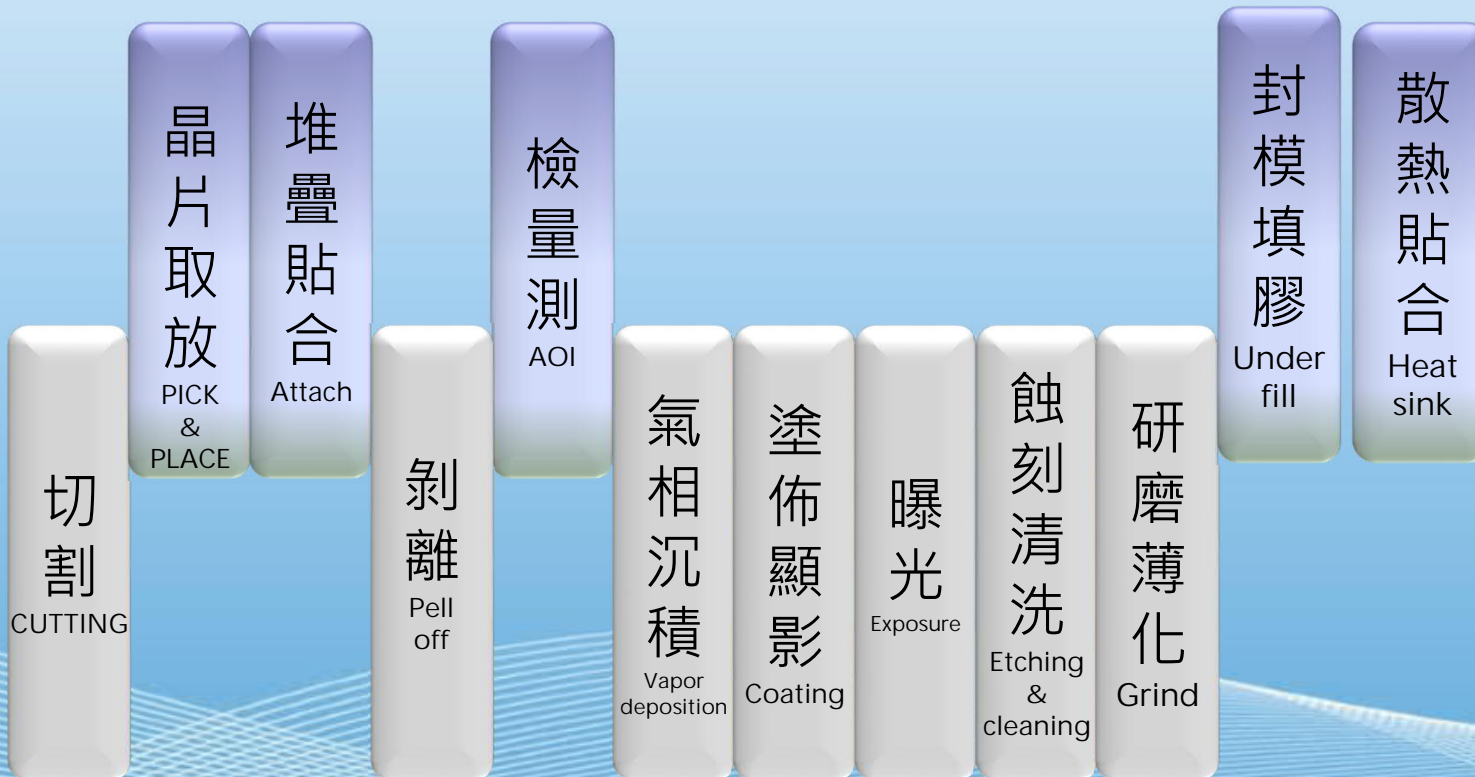 切割
CUTTING
晶片取放
PICK
&
PLACE
堆疊貼合
Attach
剝離
Pell
off
檢量測
AOI
氣相沉積
Vapor
deposition
塗佈顯影
Coating
曝光
Exposure
蝕刻清洗
Etching
&
cleaning
研磨薄化
Grind
封模填膠
Under
fill
散熱貼合
Heat
sink